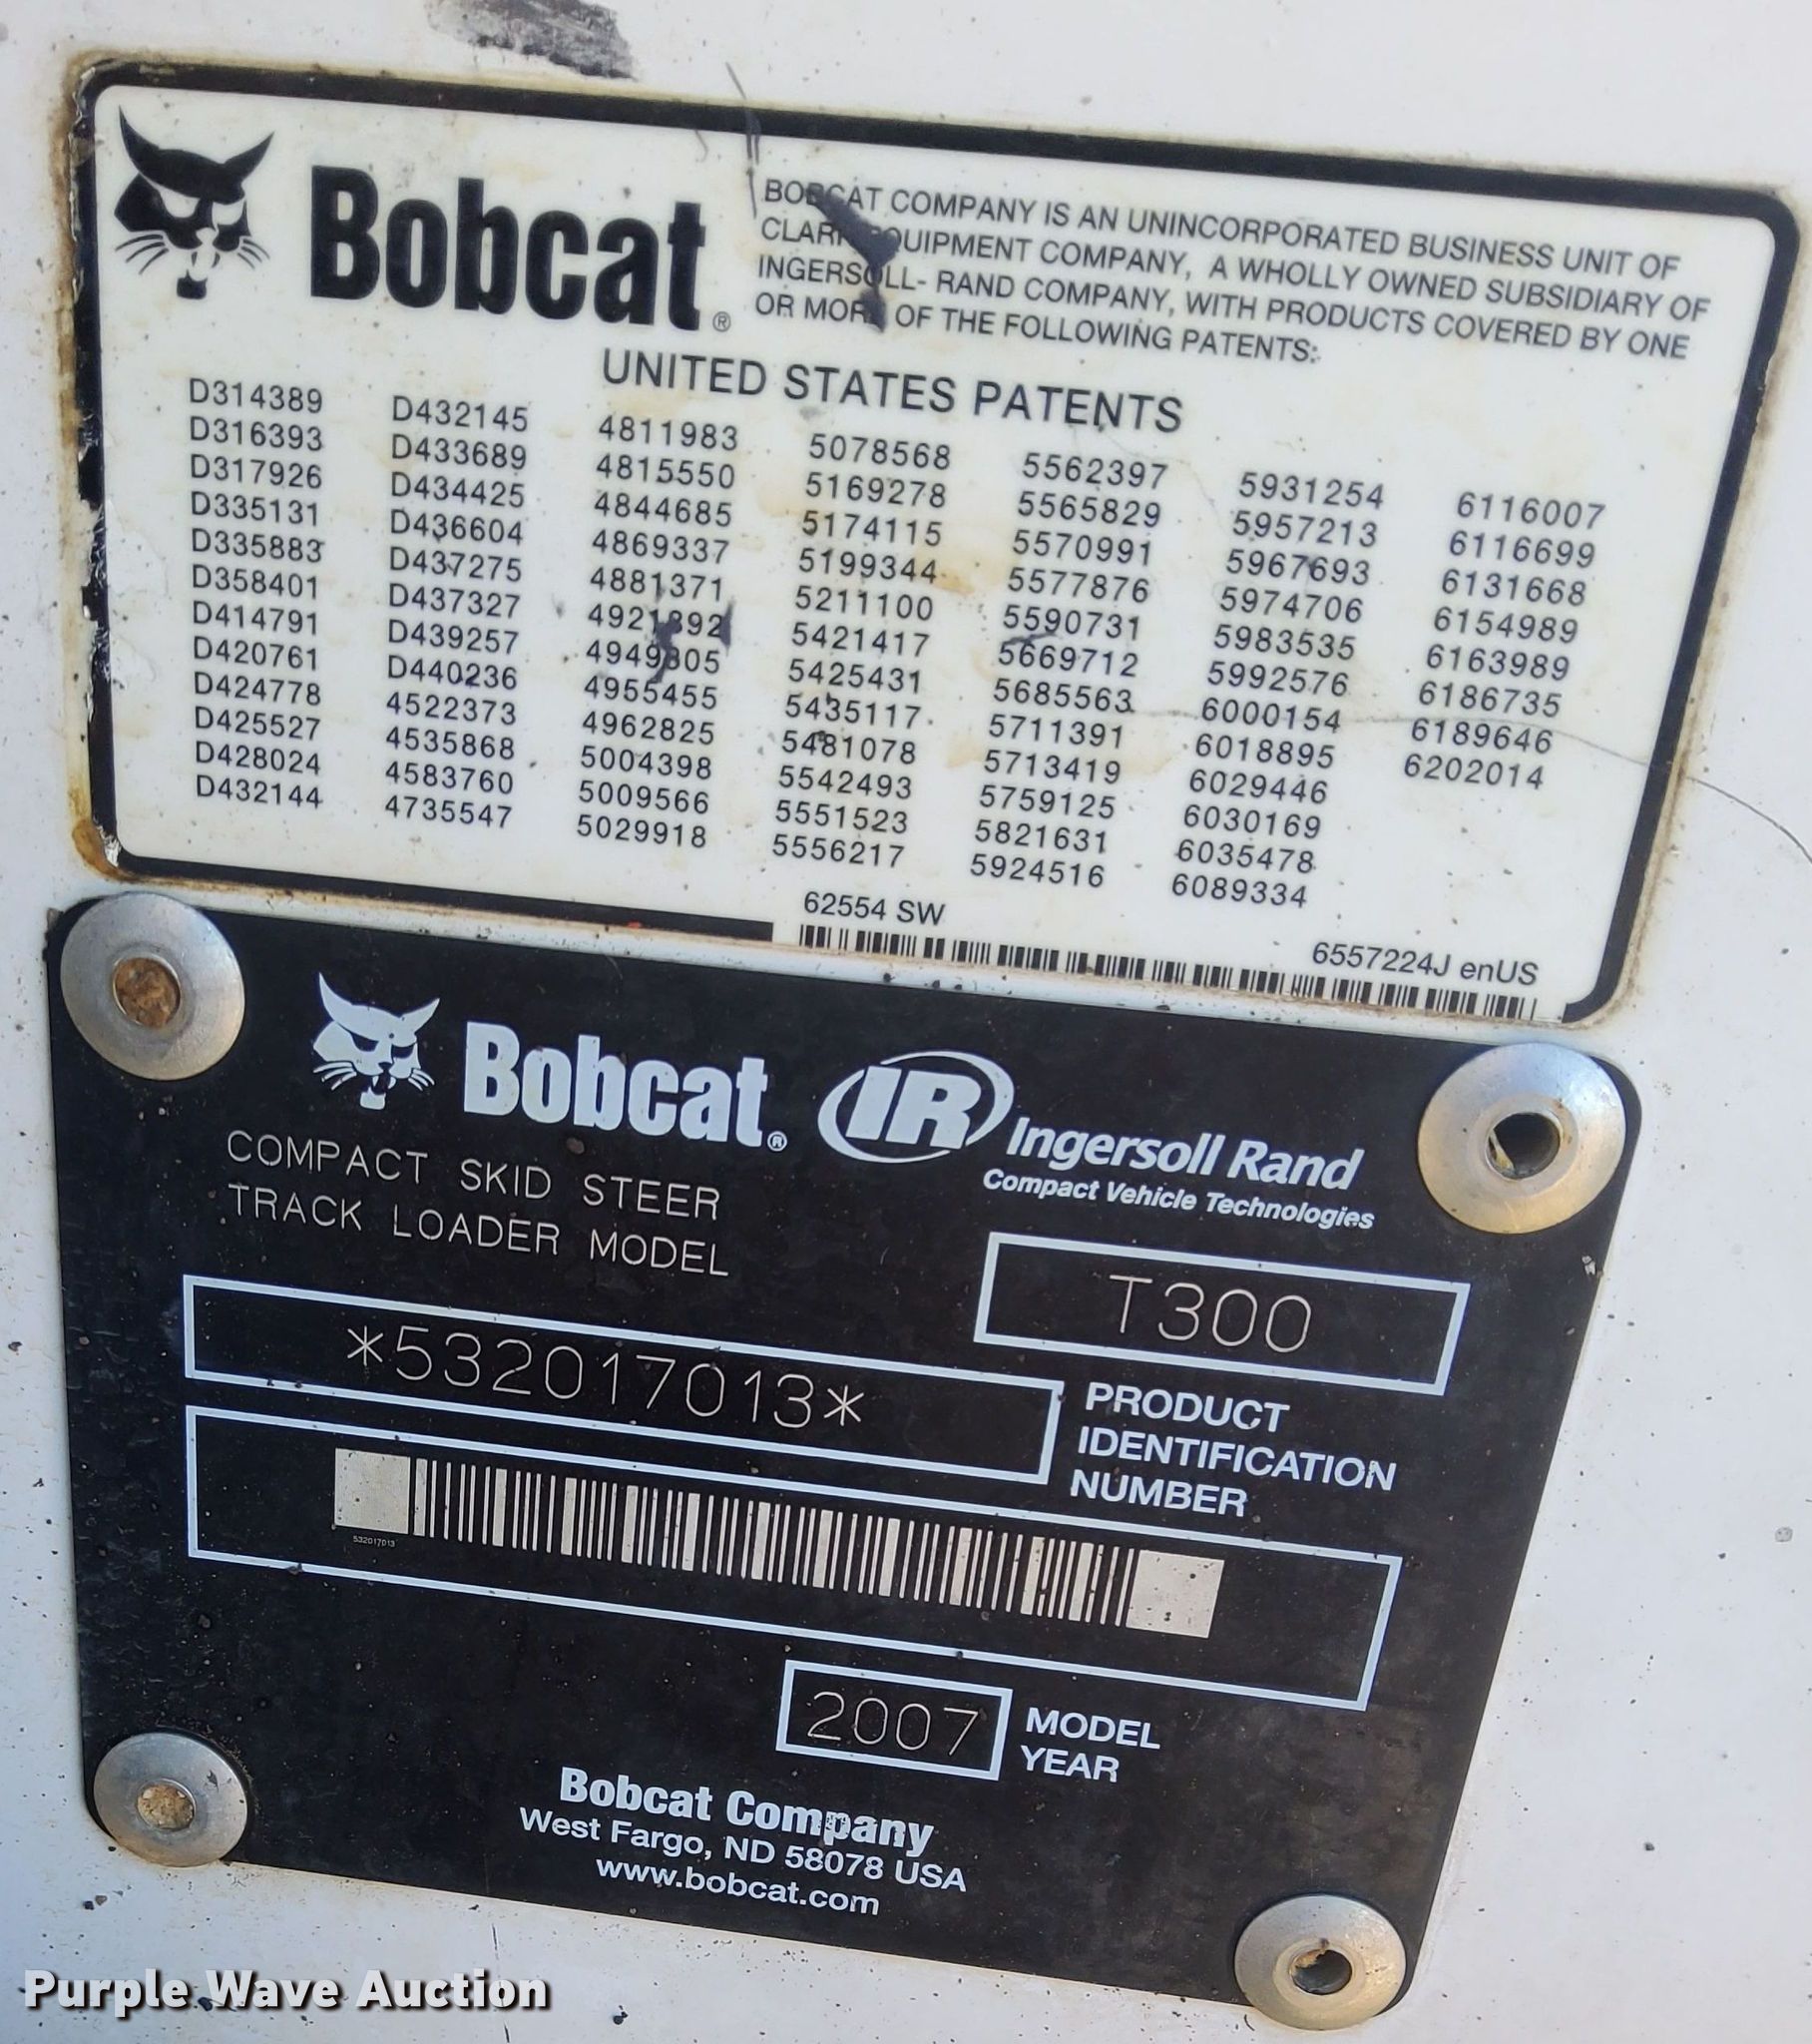 Bobcat®
BOBCAT COMPANY IS AN UNINCORPORATED BUSINESS UNIT OF
CLARK EQUIPMENT COMPANY, A WHOLLY OWNED SUBSIDIARY OF
INGERSOLL- RAND COMPANY, WITH PRODUCTS COVERED BY ONE
OR MORE OF THE FOLLOWING PATENTS:
UNITED STATES PATENTS
D314389 D432145 4811983 5078568 5562397 5931254 6116007
D316393 D433689 4815550 5169278 5565829 5957213 6116699
D317926 D434425 4844685 5174115 5570991 5967693 6131668
D335131 D436604 4869337 5199344 5577876 5974706 6154989
D335883 D437275 4881371 5211100 5590731 5983535 6163989
D358401 D437327 4921892 5421417 5669712 5992576 6186735
D414791 D439257 4949805 5425431 5685563 6000154 6189646
D420761 D440236 4955455 5435117 5711391 6018895 6202014
D424778 4522373 4962825 5481078 5713419 6029446
D425527 4535868 5004398 5542493 5759125 6030169
D428024 4583760 5009566 5551523 5821631 6035478
D432144 4735547 5029918 5556217 5924516 6089334
62554 SW
6557224J enUS
Bobcat® IR Ingersoll Rand
Compact Vehicle Technologies
COMPACT SKID STEER
TRACK LOADER MODEL
T300
*532017013*
PRODUCT
IDENTIFICATION
NUMBER
532017013
2007
MODEL
YEAR
Bobcat Company
West Fargo, ND 58078 USA
www.bobcat.com
Purple Wave Auction